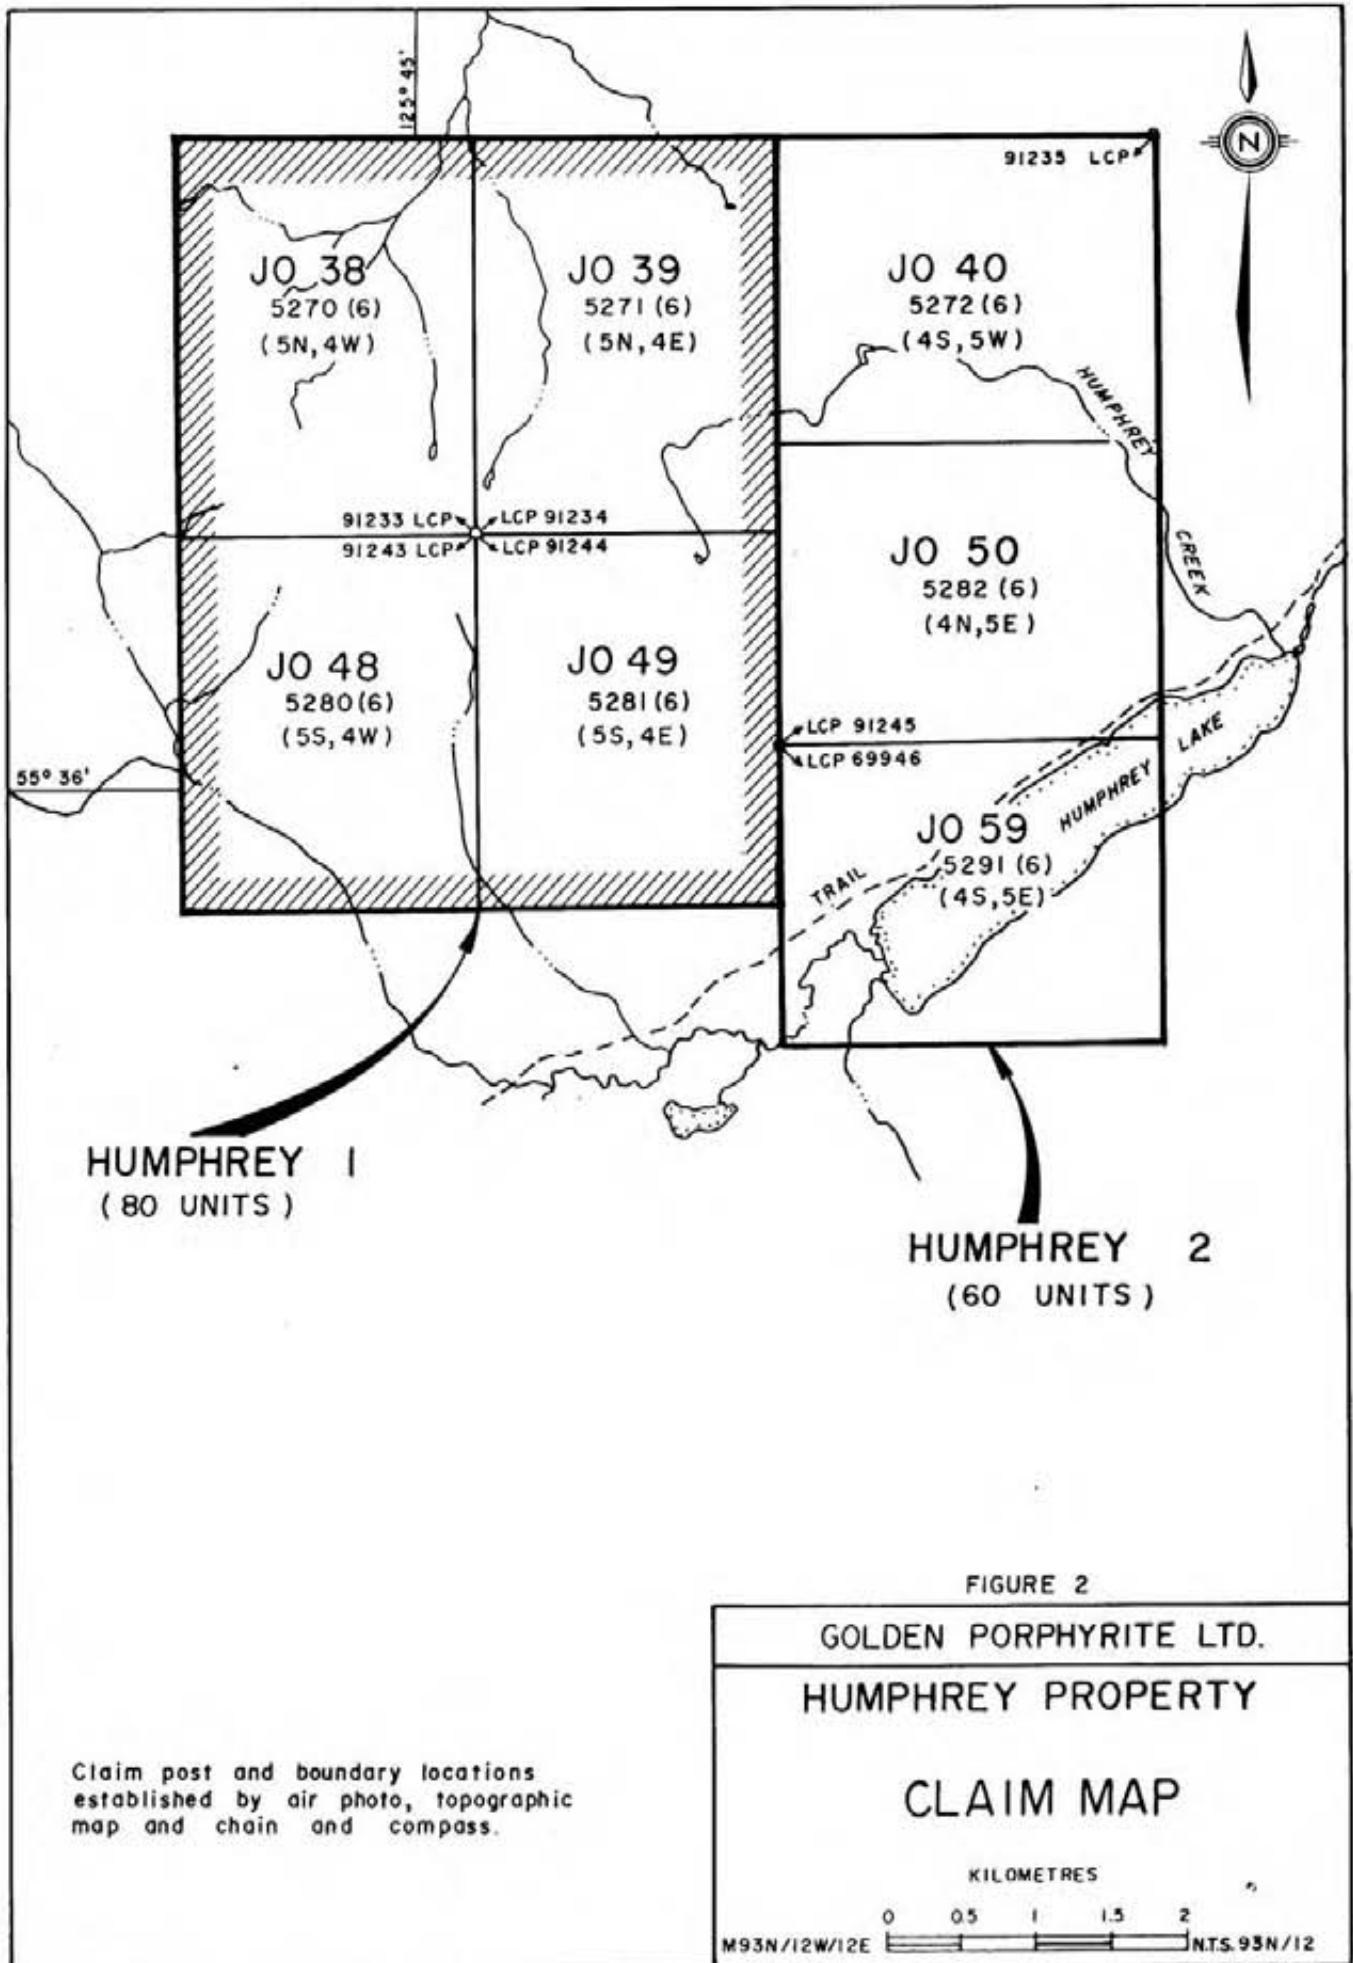 125° 45'
91235 LCP
N
JO 38
5270 (6)
(5N, 4W)
JO 39
5271 (6)
(5N, 4E)
JO 40
5272 (6)
(4S, 5W)
HUMPHREY
CREEK
91233 LCP
LCP 91234
91243 LCP
LCP 91244
JO 50
5282 (6)
(4N, 5E)
JO 48
5280 (6)
(5S, 4W)
JO 49
5281 (6)
(5S, 4E)
LCP 91245
LCP 69946
55° 36'
HUMPHREY LAKE
JO 59
5291 (6)
(4S, 5E)
TRAIL
HUMPHREY 1
(80 UNITS)
HUMPHREY 2
(60 UNITS)
FIGURE 2
GOLDEN PORPHYRITE LTD.
HUMPHREY PROPERTY
CLAIM MAP
Claim post and boundary locations
established by air photo, topographic
map and chain and compass.
KILOMETRES
0 0.5 1 1.5 2
M93N/12W/12E
N.T.S. 93N/12